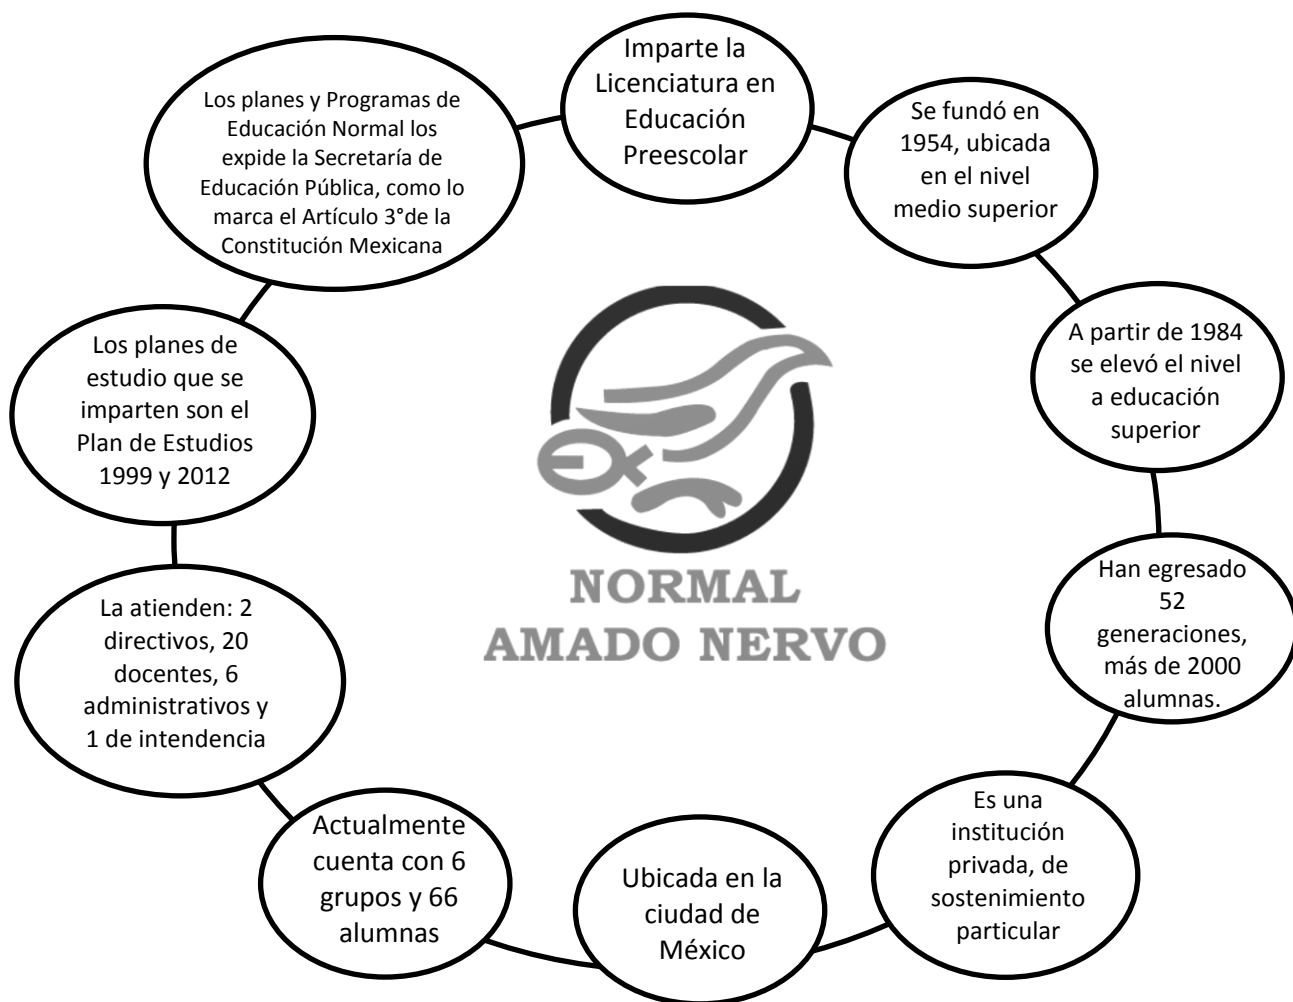 Imparte la
Licenciatura en
Educación
Preescolar
Se fundó en
1954, ubicada
en el nivel
medio superior
A partir de 1984
se elevó el nivel
a educación
superior
Han egresado
52
generaciones,
más de 2000
alumnas.
Es una
institución
privada, de
sostenimiento
particular
Ubicada en la
ciudad de
México
Actualmente
cuenta con 6
grupos y 66
alumnas
La atienden: 2
directivos, 20
docentes, 6
administrativos y
1 de intendencia
Los planes de
estudio que se
imparten son el
Plan de Estudios
1999 y 2012
Los planes y Programas de
Educación Normal los
expide la Secretaría de
Educación Pública, como lo
marca el Artículo 3°de la
Constitución Mexicana
NORMAL
AMADO NERVO